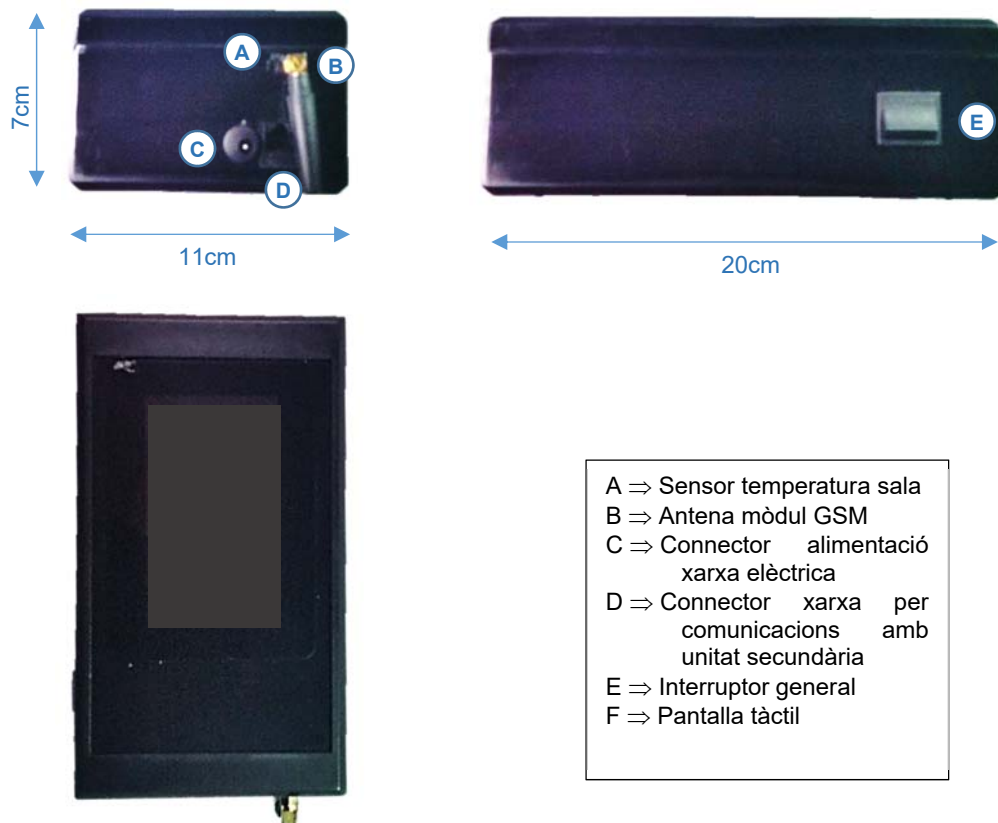 A
B
7cm
C
E
D
11cm
20cm
A ⇒ Sensor temperatura sala
B ⇒ Antena mòdul GSM
C ⇒ Connector alimentació
xarxa elèctrica
D ⇒ Connector xarxa per
comunicacions amb
unitat secundària
E ⇒ Interruptor general
F ⇒ Pantalla tàctil